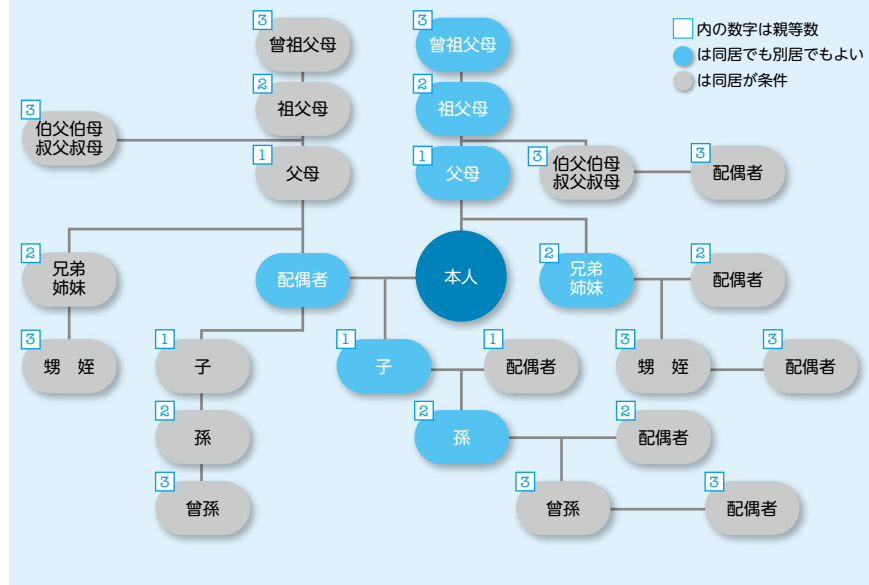 3
曾祖父母
3
曾祖父母
内の数字は親等数
は同居でも別居でもよい
は同居が条件
2
祖父母
2
祖父母
3
伯父伯母
叔父叔母
1
父母
1
父母
3
伯父伯母
叔父叔母
3
配偶者
2
兄弟
姉妹
配偶者
本人
2
兄弟
姉妹
2
配偶者
3
甥 姪
1
子
1
子
1
配偶者
3
甥 姪
3
配偶者
2
孫
2
孫
2
配偶者
3
曾孫
3
曾孫
3
配偶者